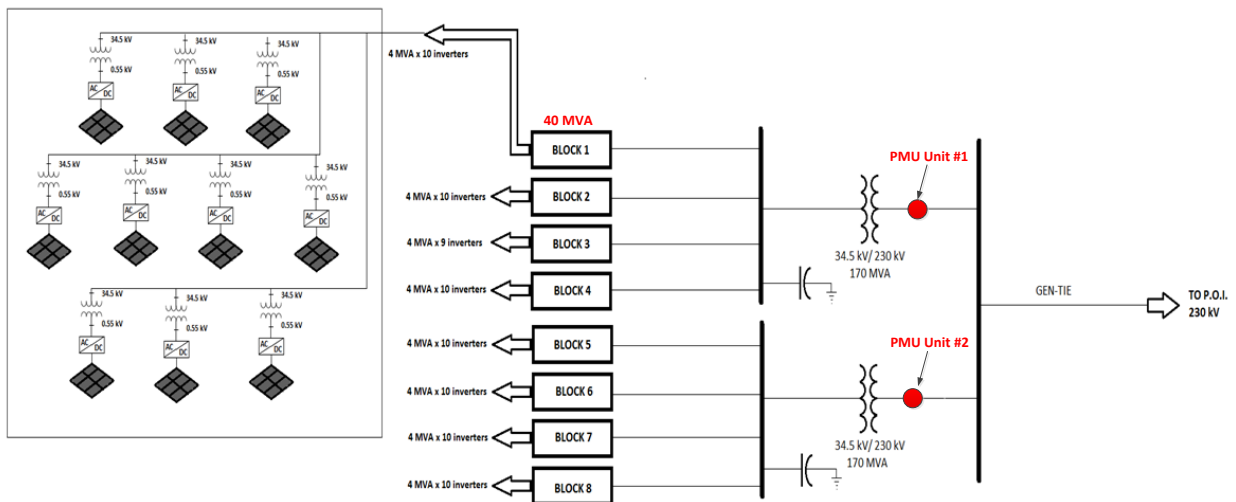 34.5 kV
34.5 kV
34.5 kV
0.55 kV
0.55 kV
0.55 kV
AC
DC
AC
DC
AC
DC
34.5 kV
34.5 kV
34.5 kV
34.5 kV
0.55 kV
0.55 kV
0.55 kV
0.55 kV
AC
DC
AC
DC
AC
DC
AC
DC
34.5 kV
34.5 kV
34.5 kV
0.55 kV
0.55 kV
0.55 kV
AC
DC
AC
DC
AC
DC
4 MVA x 10 inverters
40 MVA
BLOCK 1
4 MVA x 10 inverters
BLOCK 2
4 MVA x 9 inverters
BLOCK 3
4 MVA x 10 inverters
BLOCK 4
4 MVA x 10 inverters
BLOCK 5
4 MVA x 10 inverters
BLOCK 6
4 MVA x 10 inverters
BLOCK 7
4 MVA x 10 inverters
BLOCK 8
PMU Unit #1
34.5 kV/ 230 kV
170 MVA
PMU Unit #2
34.5 kV/ 230 kV
170 MVA
GEN-TIE
TO P.O.I.
230 kV